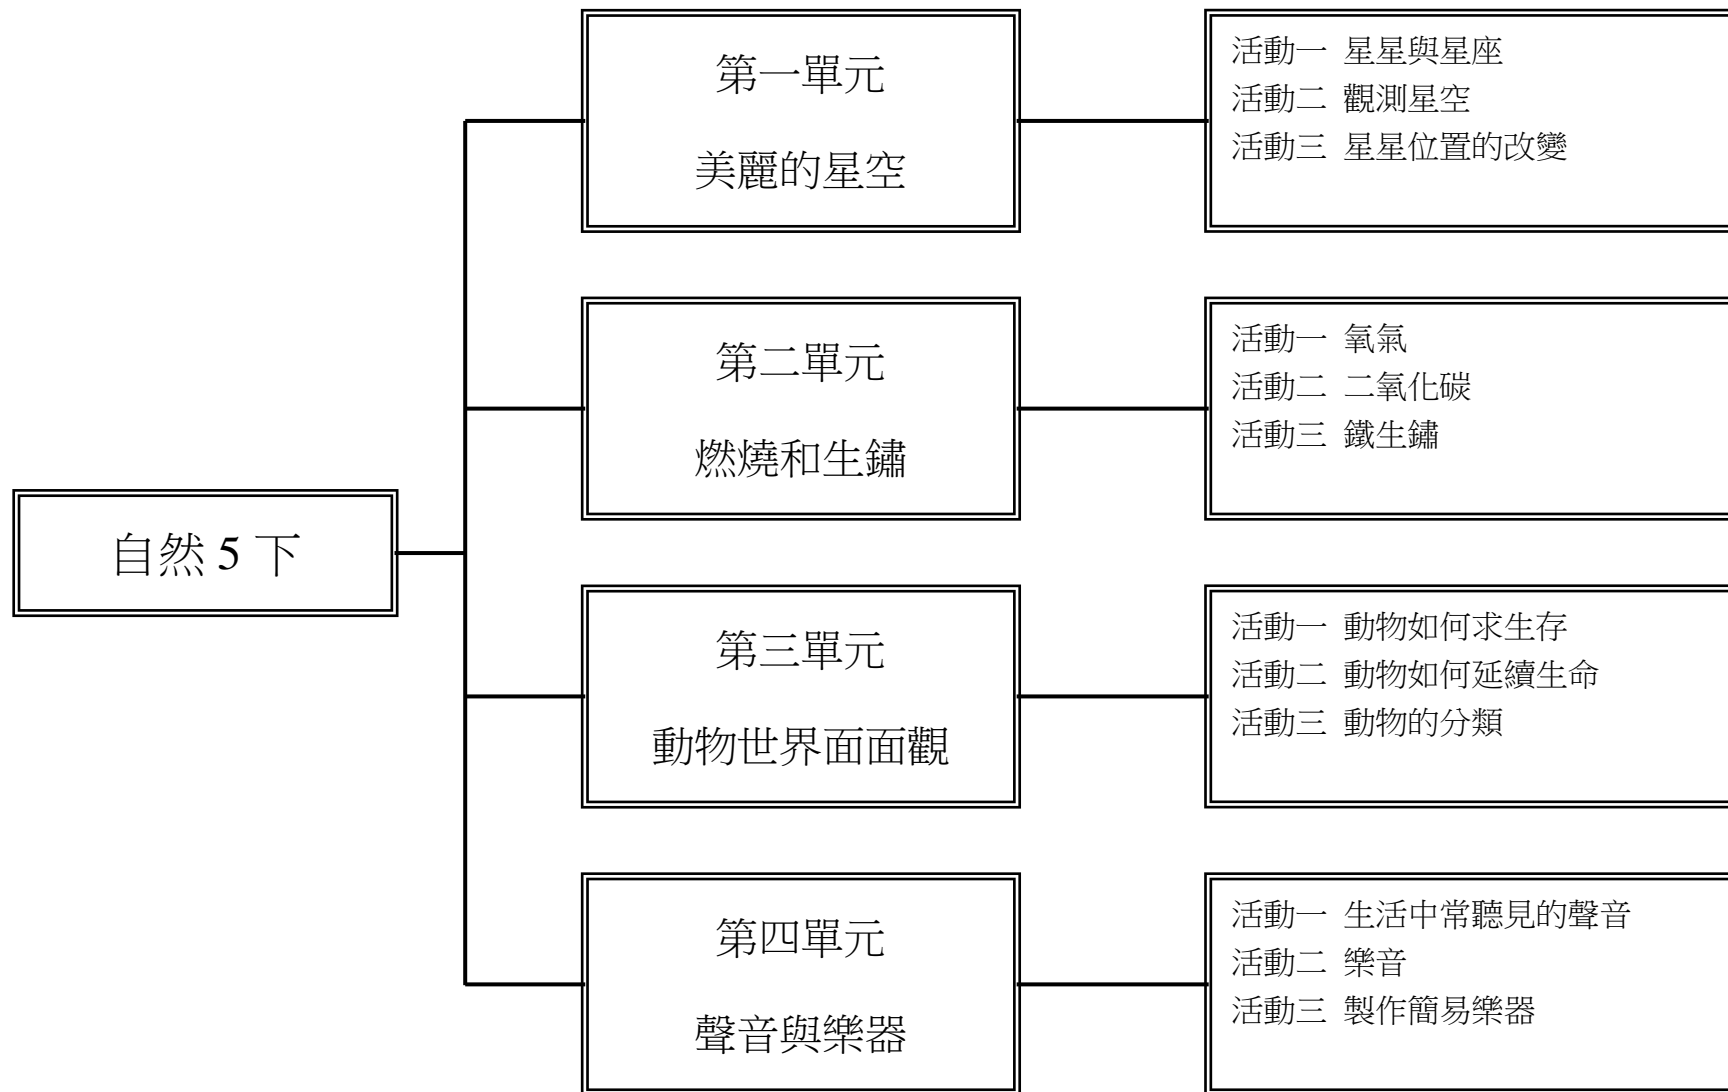 自然 5 下
第一單元
美麗的星空
活動一 星星與星座
活動二 觀測星空
活動三 星星位置的改變
第二單元
燃燒和生鏽
活動一 氧氣
活動二 二氧化碳
活動三 鐵生鏽
第三單元
動物世界面面觀
活動一 動物如何求生存
活動二 動物如何延續生命
活動三 動物的分類
第四單元
聲音與樂器
活動一 生活中常聽見的聲音
活動二 樂音
活動三 製作簡易樂器